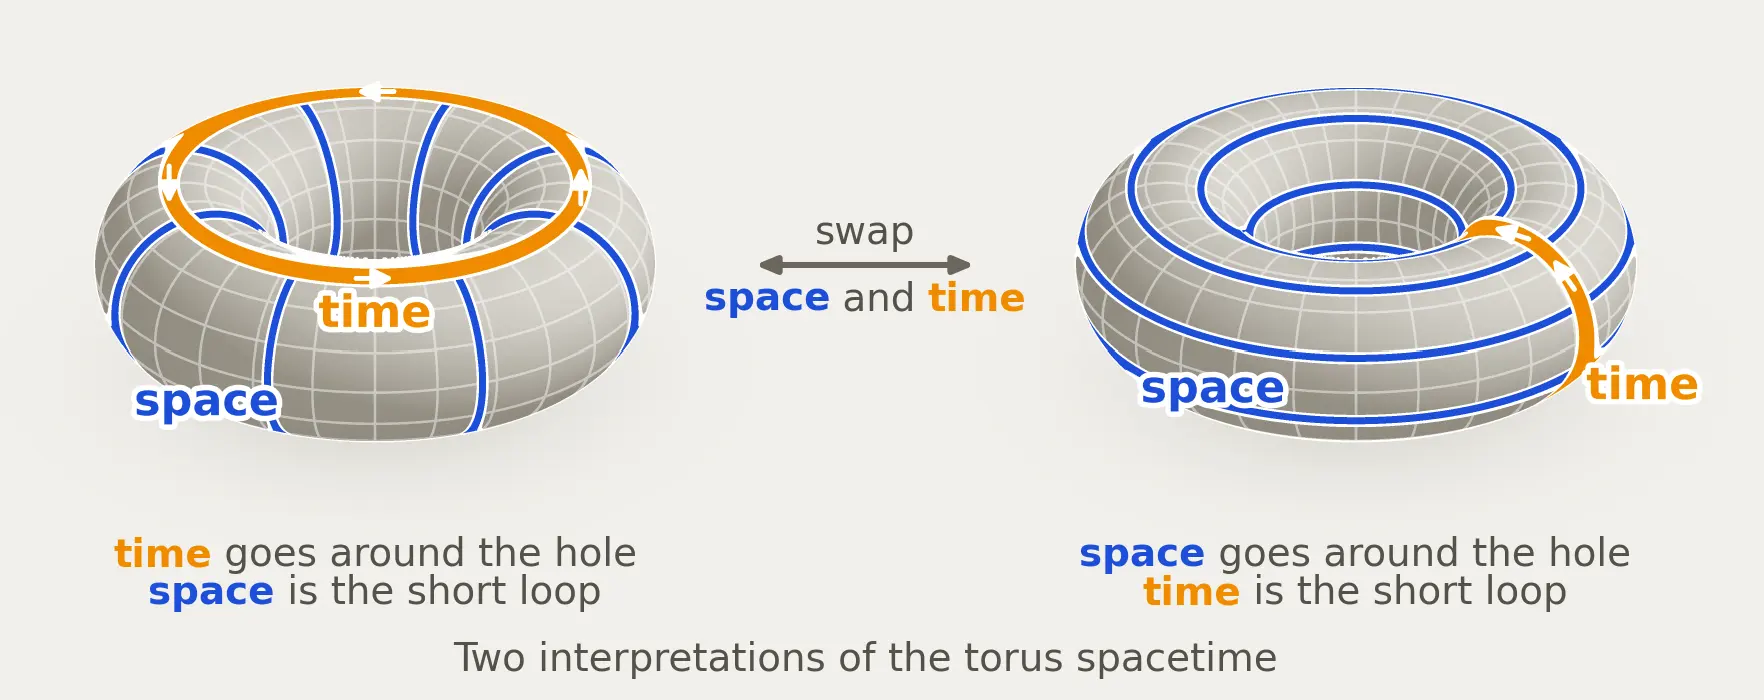 time
space
swap
space and time
space
time
time goes around the hole
space is the short loop
space goes around the hole
time is the short loop
Two interpretations of the torus spacetime